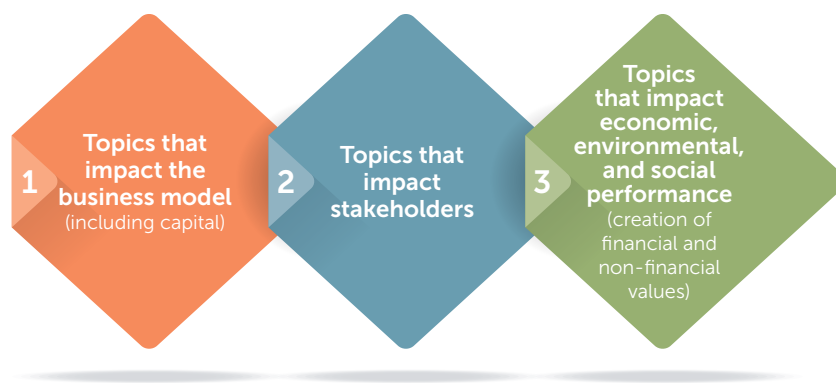 1
Topics that
impact the
business model
(including capital)
2
Topics that
impact
stakeholders
3
Topics
that impact
economic,
environmental,
and social
performance
(creation of
financial and
non-financial
values)